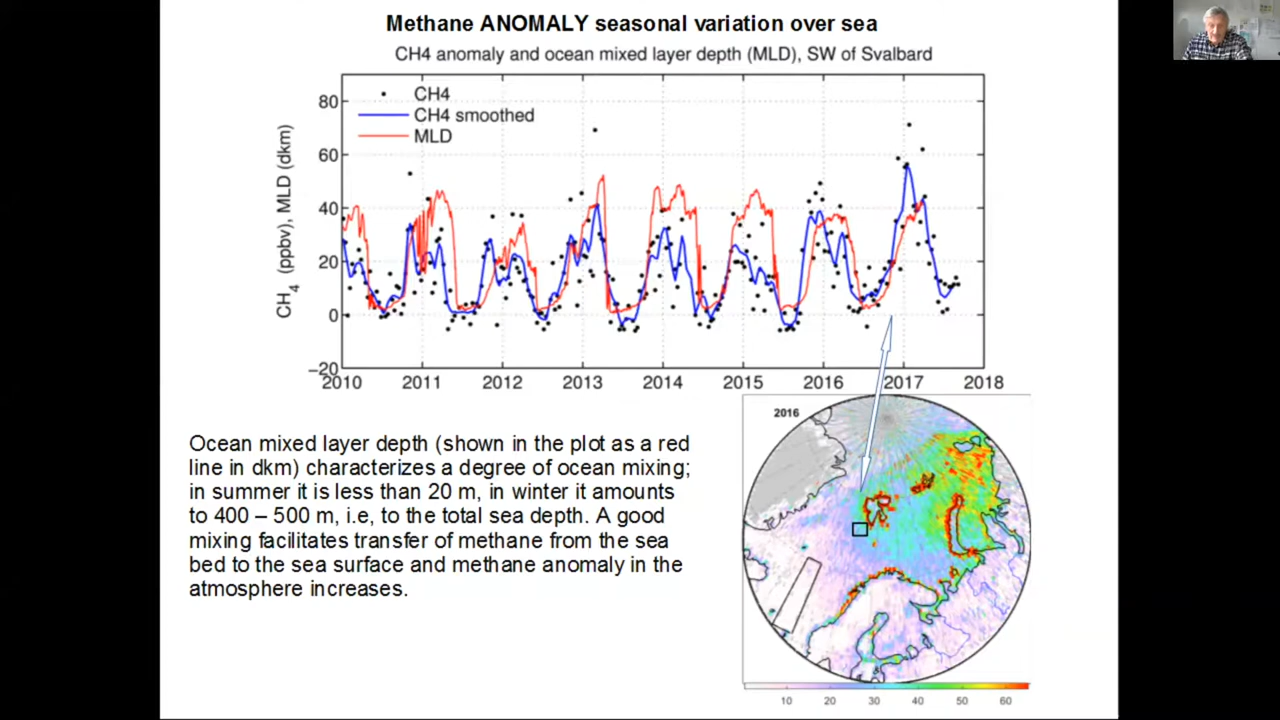 Methane ANOMALY seasonal variation over sea
CH4 anomaly and ocean mixed layer depth (MLD), SW of Svalbard
CH4
CH4 smoothed
MLD
CH4 (ppbv), MLD (dkm)
80
60
40
20
0
−20
2010 2011 2012 2013 2014 2015 2016 2017 2018
Ocean mixed layer depth (shown in the plot as a red
line in dkm) characterizes a degree of ocean mixing;
in summer it is less than 20 m, in winter it amounts
to 400 – 500 m, i.e, to the total sea depth. A good
mixing facilitates transfer of methane from the sea
bed to the sea surface and methane anomaly in the
atmosphere increases.
2016
10 20 30 40 50 60